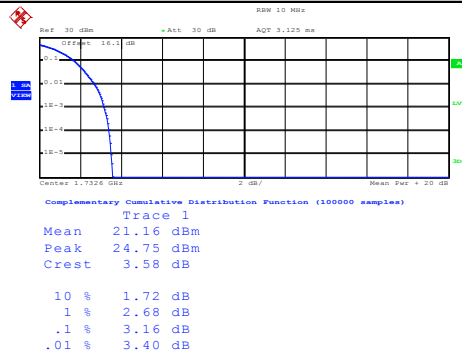 RBW 10 MHz
Ref 30 dBm Att 30 dB AQT 3.125 ms
Offset 16.1 dB
0.1
A
0.01
1 SA
VIEW
1E-3
LV
1E-4
1E-5
3D
Center 1.7326 GHz 2 dB/ Mean Pwr + 20 dB
Complementary Cumulative Distribution Function (100000 samples)
Trace 1
Mean 21.16 dBm
Peak 24.75 dBm
Crest 3.58 dB
10 % 1.72 dB
1 % 2.68 dB
.1 % 3.16 dB
.01 % 3.40 dB